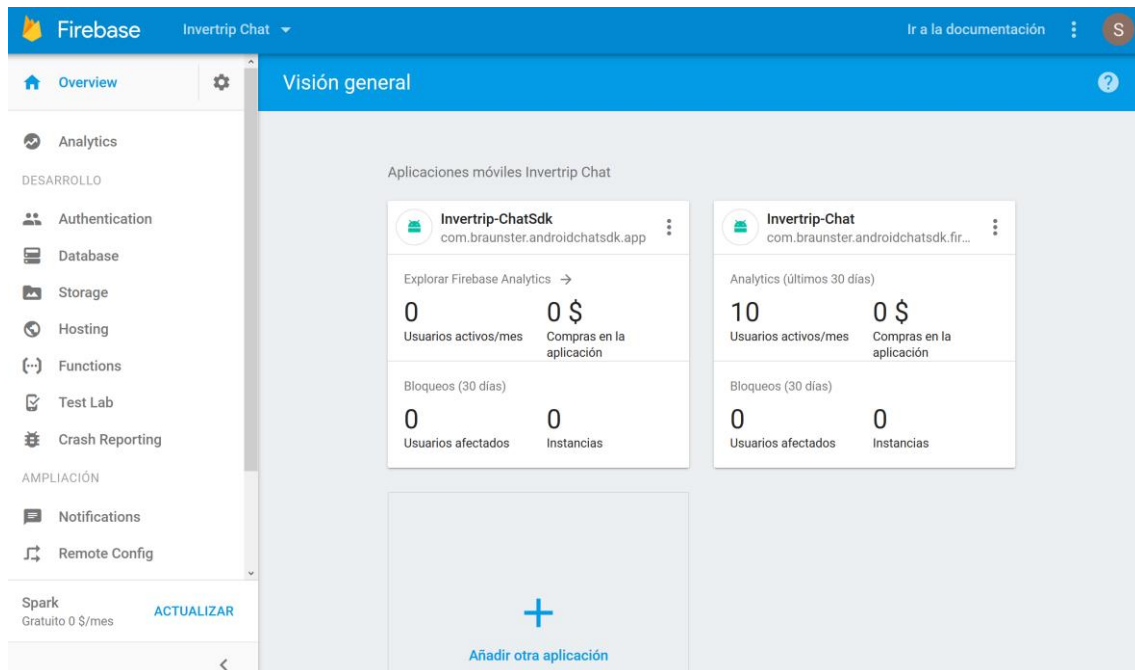 Firebase
Invertrip Chat
Ir a la documentación
S
Overview
Visión general
?
Analytics
DESARROLLO
Authentication
Database
Storage
Hosting
Functions
Test Lab
Crash Reporting
AMPLIACIÓN
Notifications
Remote Config
Spark
Gratuito 0 $/mes
ACTUALIZAR
Aplicaciones móviles Invertrip Chat
Invertrip-ChatSdk
com.braunster.androidchatsdk.app
Explorar Firebase Analytics →
0 0 $
Usuarios activos/mes Compras en la
aplicación
Bloqueos (30 días)
0 0
Usuarios afectados Instancias
Invertrip-Chat
com.braunster.androidchatsdk.fir...
Analytics (últimos 30 días)
10 0 $
Usuarios activos/mes Compras en la
aplicación
Bloqueos (30 días)
0 0
Usuarios afectados Instancias
Añadir otra aplicación